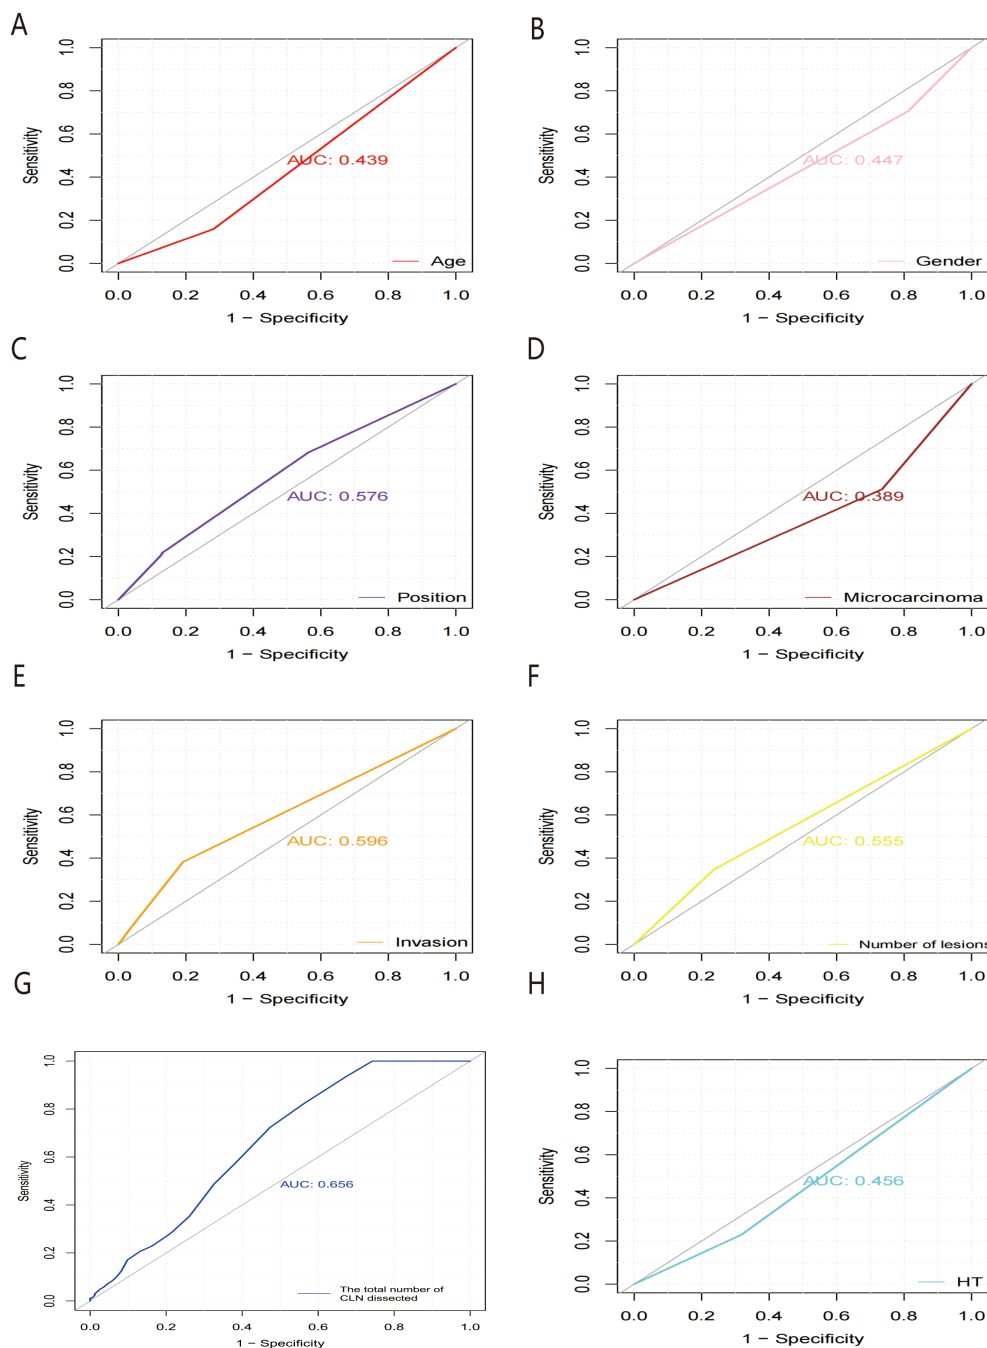 A
B
1.0
0.8
0.6
0.4
0.2
0.0
Sensitivity
AUC: 0.439
Age
0.0 0.2 0.4 0.6 0.8 1.0
1 − Specificity
1.0
0.8
0.6
0.4
0.2
0.0
Sensitivity
AUC: 0.447
Gender
0.0 0.2 0.4 0.6 0.8 1.0
1 − Specificity
C
D
1.0
0.8
0.6
0.4
0.2
0.0
Sensitivity
AUC: 0.576
Position
0.0 0.2 0.4 0.6 0.8 1.0
1 − Specificity
1.0
0.8
0.6
0.4
0.2
0.0
Sensitivity
AUC: 0.389
Microcarcinoma
0.0 0.2 0.4 0.6 0.8 1.0
1 − Specificity
E
F
1.0
0.8
0.6
0.4
0.2
0.0
Sensitivity
AUC: 0.596
Invasion
0.0 0.2 0.4 0.6 0.8 1.0
1 − Specificity
1.0
0.8
0.6
0.4
0.2
0.0
Sensitivity
AUC: 0.555
Number of lesions
0.0 0.2 0.4 0.6 0.8 1.0
1 − Specificity
G
H
1.0
0.8
0.6
0.4
0.2
0.0
Sensitivity
AUC: 0.656
The total number of
CLN dissected
0.0 0.2 0.4 0.6 0.8 1.0
1 − Specificity
1.0
0.8
0.6
0.4
0.2
0.0
Sensitivity
AUC: 0.456
HT
0.0 0.2 0.4 0.6 0.8 1.0
1 − Specificity